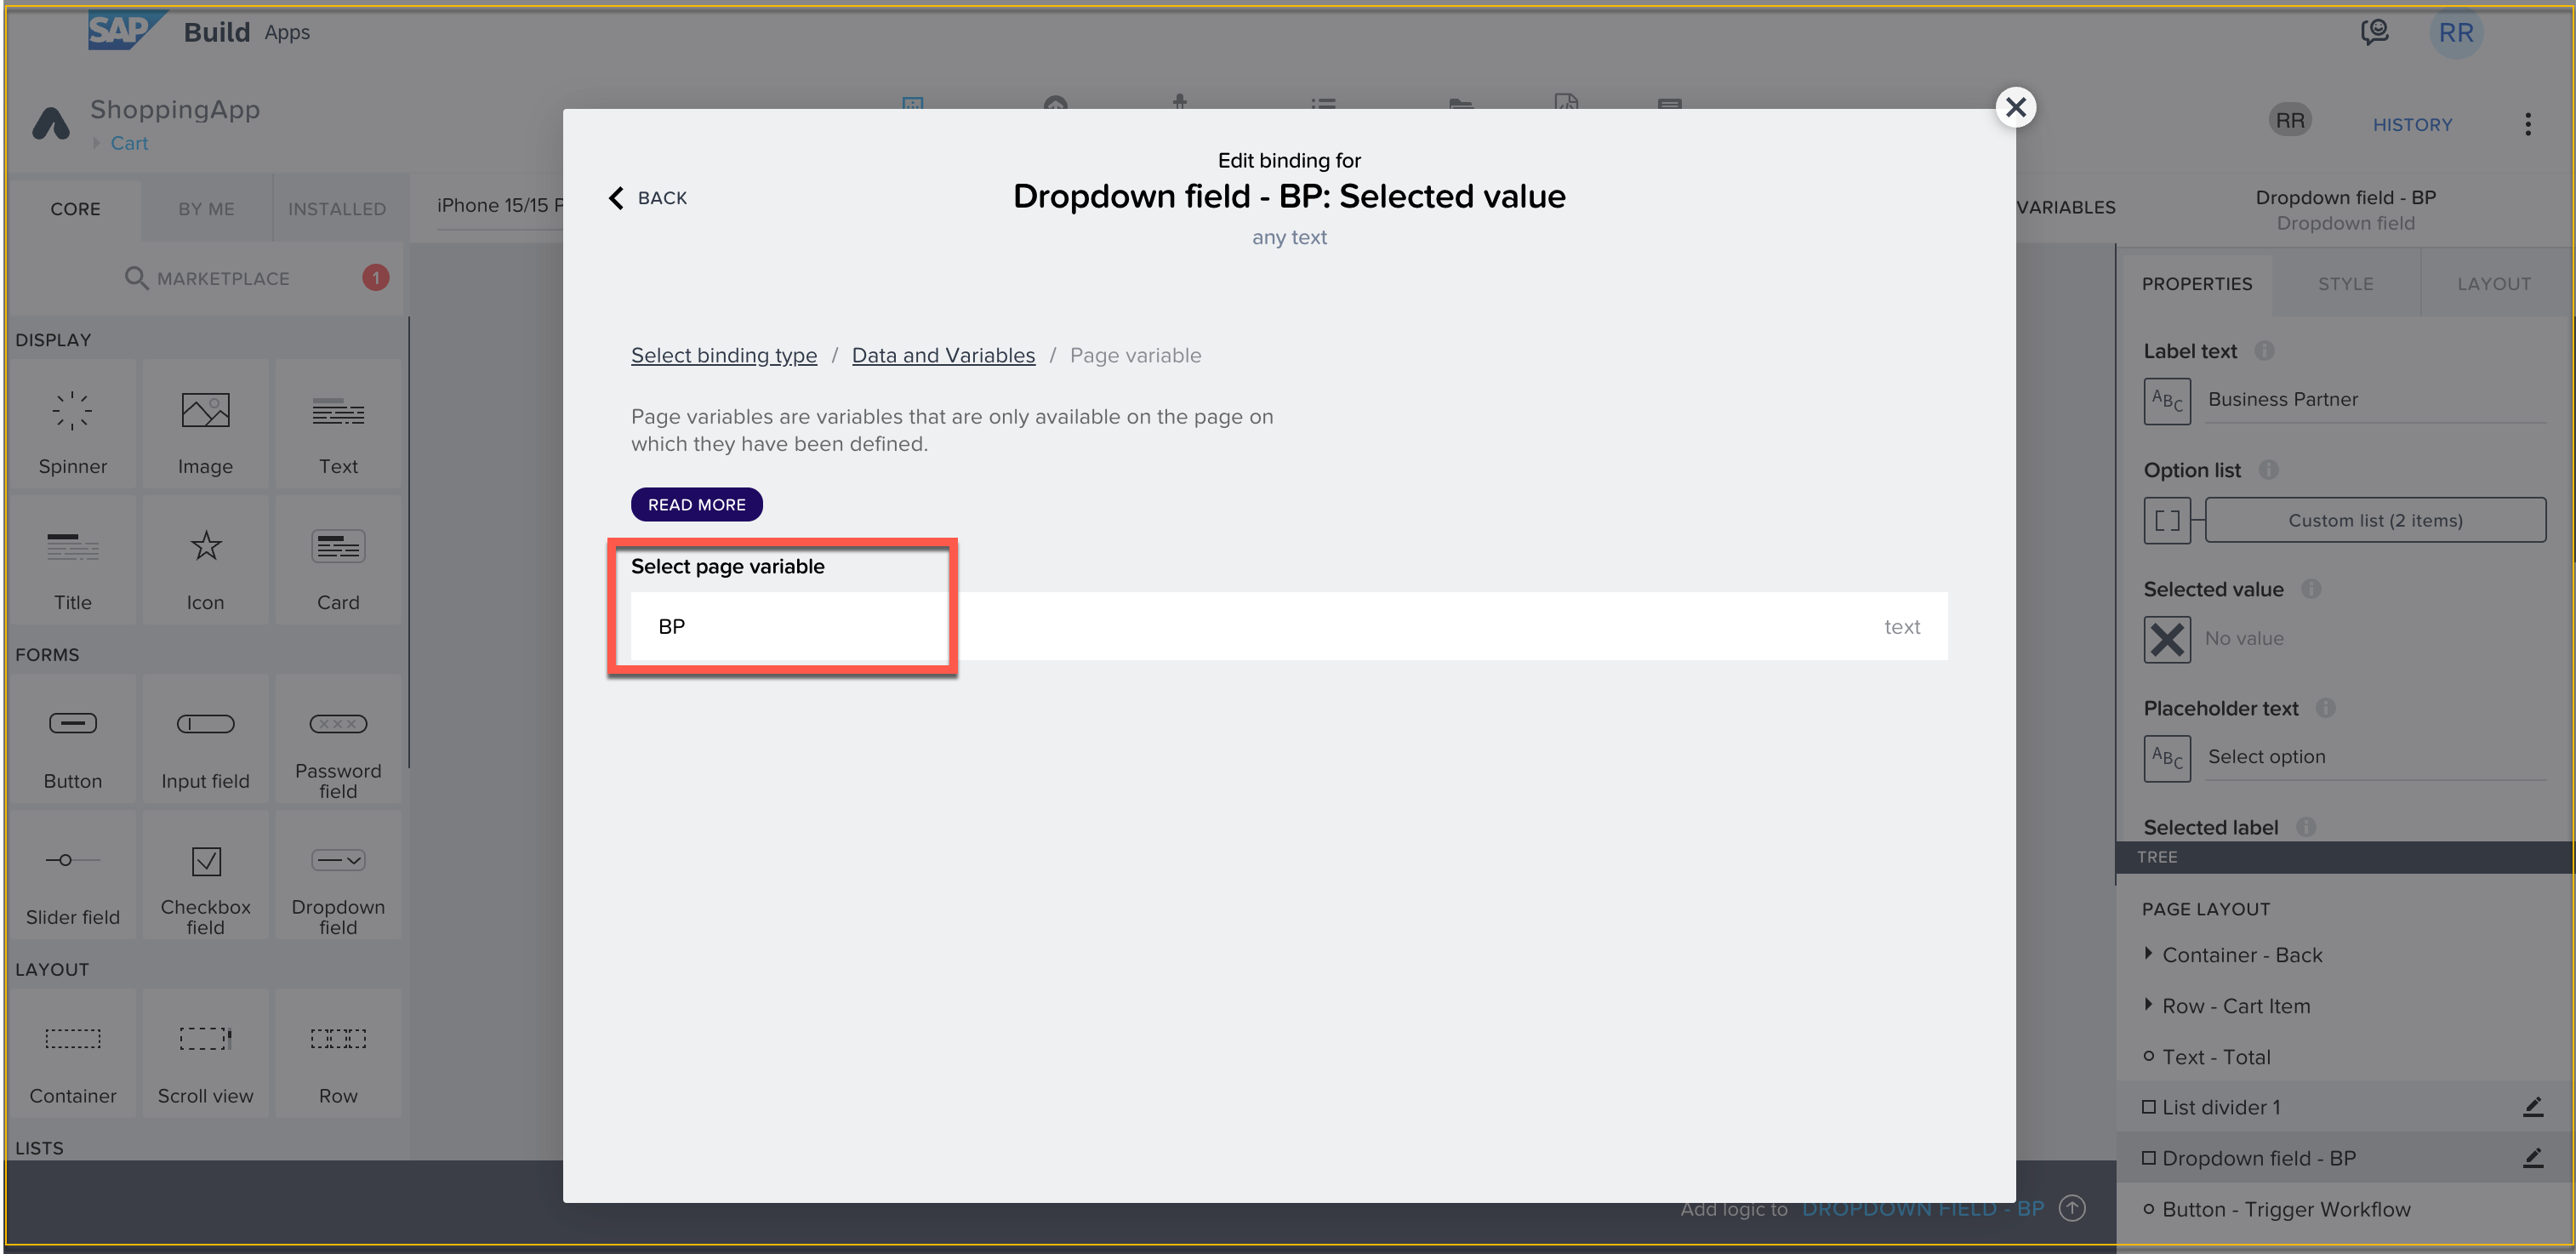 SAP Build Apps
RR
ShoppingApp
Cart
RR
HISTORY
CORE
BY ME
INSTALLED
iPhone 15/15 P
VARIABLES
MARKETPLACE
1
DISPLAY
Spinner
Image
Text
Title
Icon
Card
FORMS
Button
Input field
Password
field
Slider field
Checkbox
field
Dropdown
field
LAYOUT
Container
Scroll view
Row
LISTS
Edit binding for
BACK
Dropdown field - BP: Selected value
any text
Select binding type / Data and Variables / Page variable
Page variables are variables that are only available on the page on
which they have been defined.
READ MORE
Select page variable
BP
text
Add logic to DROPDOWN FIELD - BP
Dropdown field - BP
Dropdown field
PROPERTIES
STYLE
LAYOUT
Label text
ABC
Business Partner
Option list
Custom list (2 items)
Selected value
No value
Placeholder text
ABC
Select option
Selected label
TREE
PAGE LAYOUT
Container - Back
Row - Cart Item
Text - Total
List divider 1
Dropdown field - BP
Button - Trigger Workflow